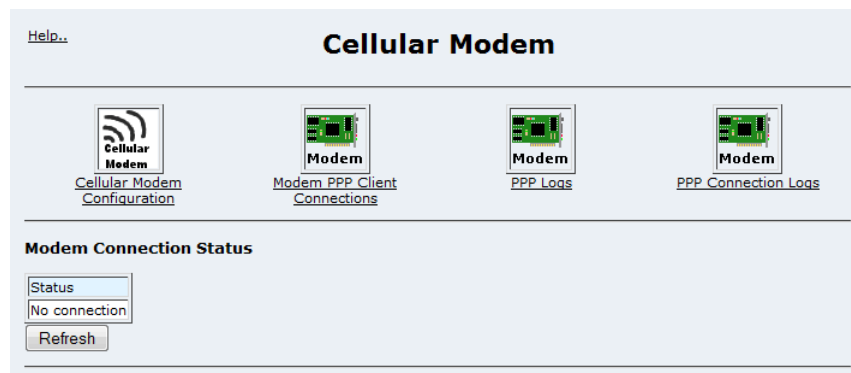 Help..
Cellular Modem
Cellular
Modem
Modem
Modem
Modem
Cellular Modem
Configuration
Modem PPP Client
Connections
PPP Logs
PPP Connection Logs
Modem Connection Status
Status
No connection
Refresh